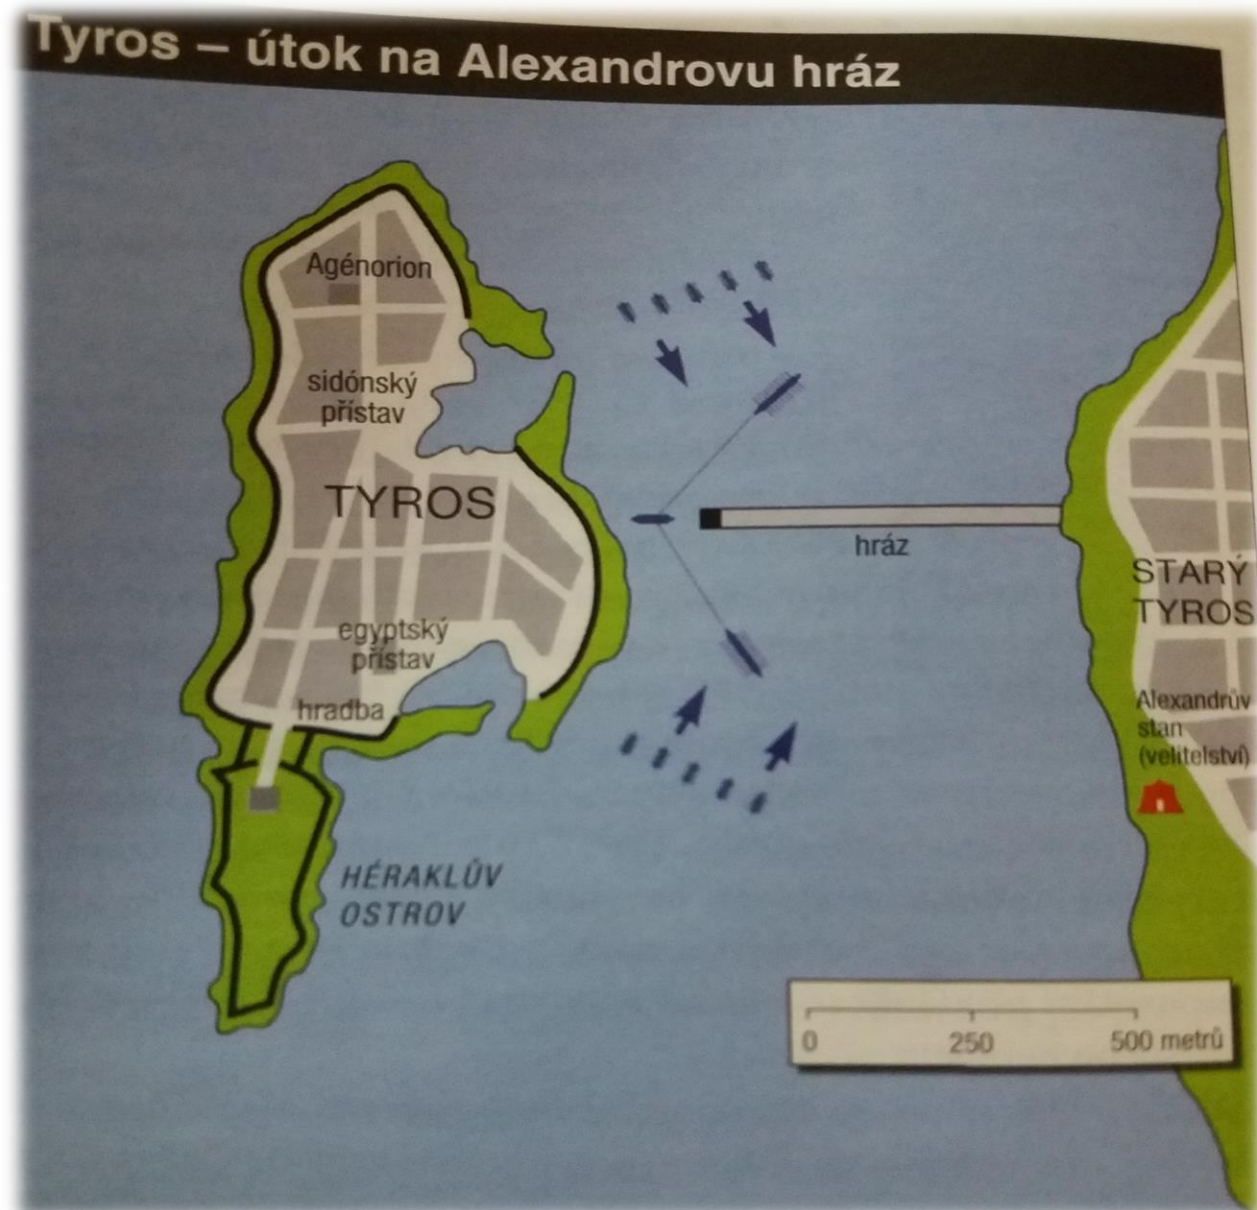 Tyros – útok na Alexandrovu hráz
Agénorion
sidónský
přístav
TYROS
hráz
STARÝ
TYROS
egyptský
přístav
hradba
Alexandrův
stan
(velitelství)
HÉRAKLŮV
OSTROV
0 250 500 metrů